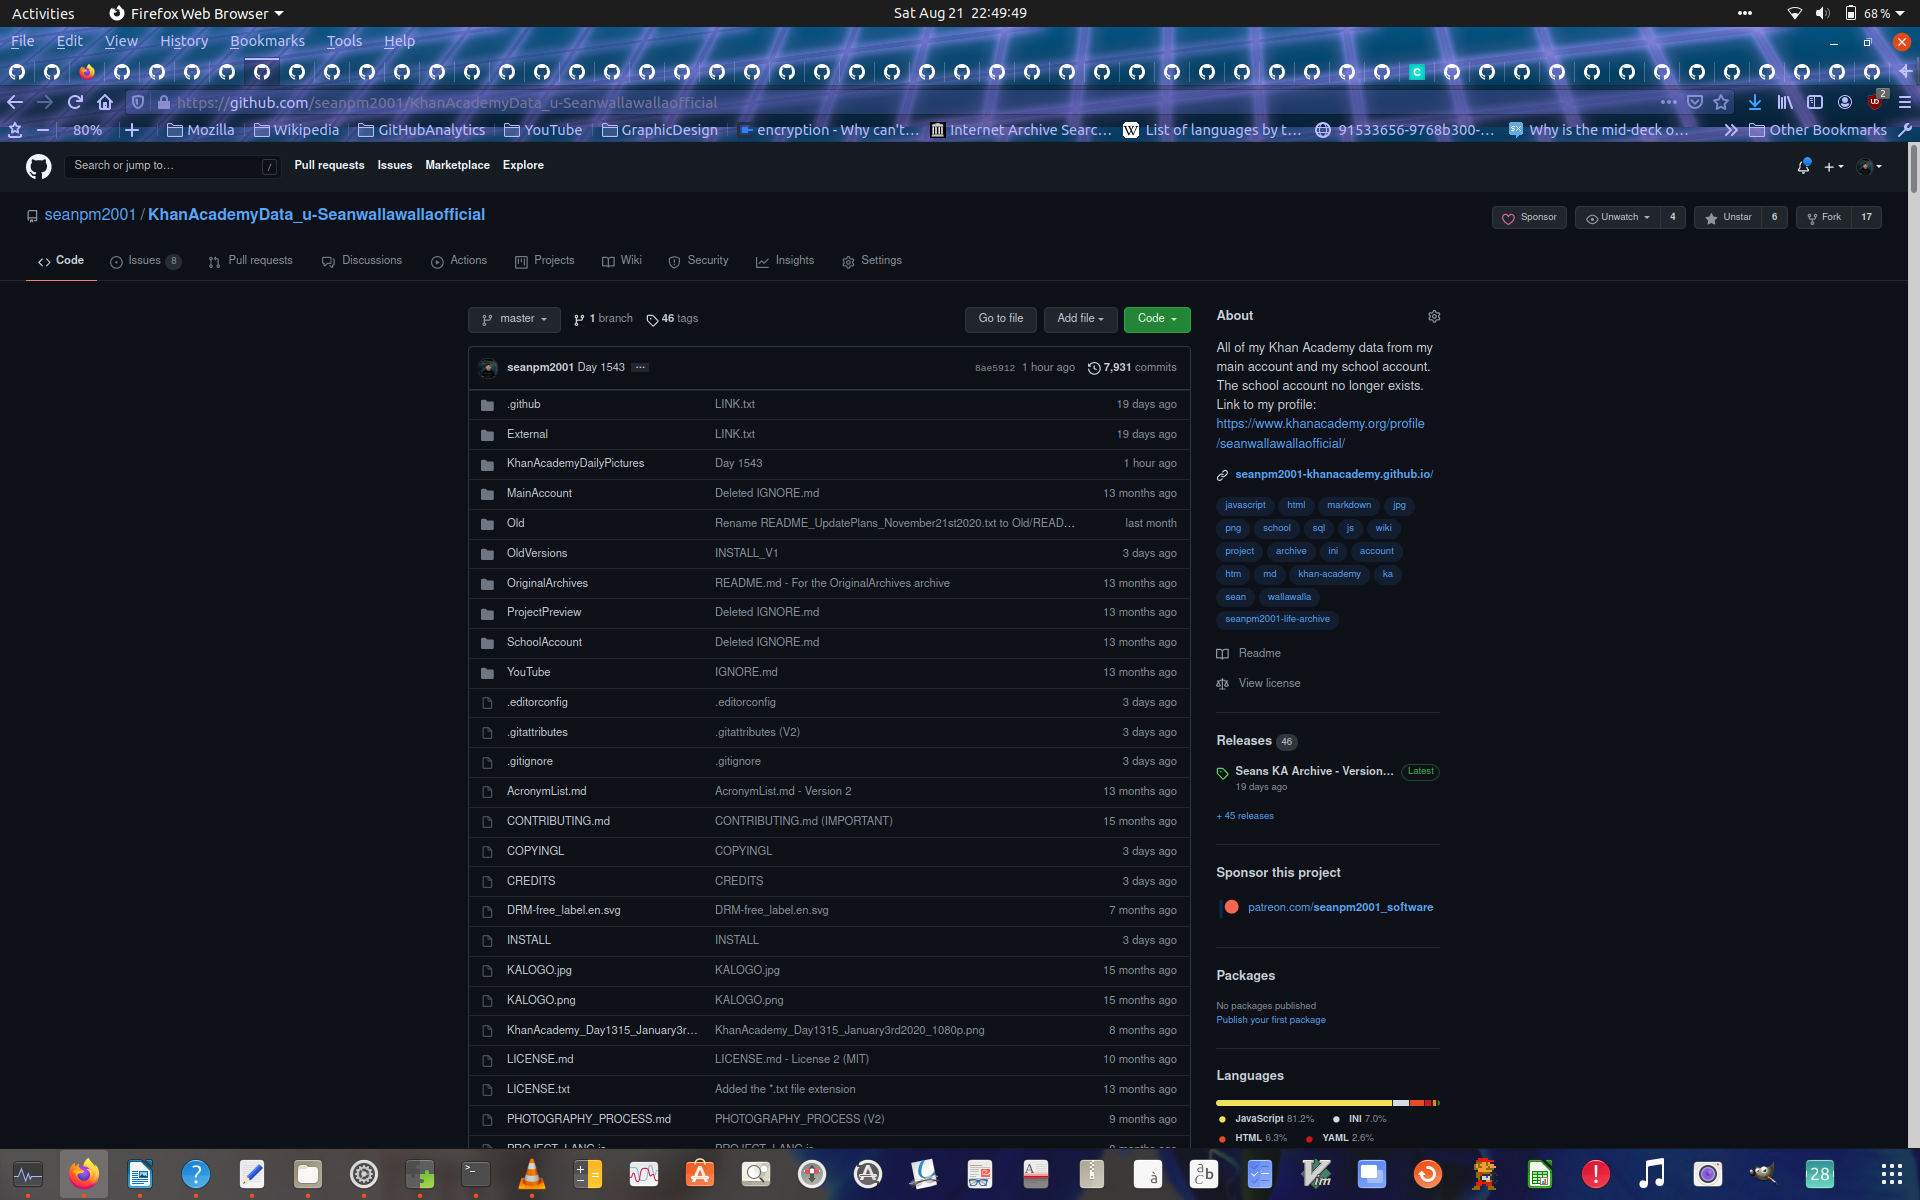 Activities Firefox Web Browser Sat Aug 21 22:49:49 68 %
File Edit View History Bookmarks Tools Help
https://github.com/seanpm2001/KhanAcademyData_u-Seanwallawallaofficial 2
80% Mozilla Wikipedia GitHubAnalytics YouTube GraphicDesign encryption - Why can't… Internet Archive Searc… List of languages by t… 91533656-9768b300-… Why is the mid-deck o… Other Bookmarks
Search or jump to… / Pull requests Issues Marketplace Explore
seanpm2001 / KhanAcademyData_u-Seanwallawallaofficial Sponsor Unwatch 4 Unstar 6 Fork 17
Code Issues 8 Pull requests Discussions Actions Projects Wiki Security Insights Settings
master 1 branch 46 tags Go to file Add file Code
seanpm2001 Day 1543 … 8ae5912 1 hour ago 7,931 commits
.github LINK.txt 19 days ago
External LINK.txt 19 days ago
KhanAcademyDailyPictures Day 1543 1 hour ago
MainAccount Deleted IGNORE.md 13 months ago
Old Rename README_UpdatePlans_November21st2020.txt to Old/READ… last month
OldVersions INSTALL_V1 3 days ago
OriginalArchives README.md - For the OriginalArchives archive 13 months ago
ProjectPreview Deleted IGNORE.md 13 months ago
SchoolAccount Deleted IGNORE.md 13 months ago
YouTube IGNORE.md 13 months ago
.editorconfig .editorconfig 3 days ago
.gitattributes .gitattributes (V2) 3 days ago
.gitignore .gitignore 3 days ago
AcronymList.md AcronymList.md - Version 2 13 months ago
CONTRIBUTING.md CONTRIBUTING.md (IMPORTANT) 15 months ago
COPYINGL COPYINGL 3 days ago
CREDITS CREDITS 3 days ago
DRM-free_label.en.svg DRM-free_label.en.svg 7 months ago
INSTALL INSTALL 3 days ago
KALOGO.jpg KALOGO.jpg 15 months ago
KALOGO.png KALOGO.png 15 months ago
KhanAcademy_Day1315_January3r… KhanAcademy_Day1315_January3rd2020_1080p.png 8 months ago
LICENSE.md LICENSE.md - License 2 (MIT) 10 months ago
LICENSE.txt Added the *.txt file extension 13 months ago
PHOTOGRAPHY_PROCESS.md PHOTOGRAPHY_PROCESS (V2) 9 months ago
About
All of my Khan Academy data from my
main account and my school account.
The school account no longer exists.
Link to my profile:
https://www.khanacademy.org/profile
/seanwallawallaofficial/
seanpm2001-khanacademy.github.io/
javascript html markdown jpg
png school sql js wiki
project archive ini account
htm md khan-academy ka
sean wallawalla
seanpm2001-life-archive
Readme
View license
Releases 46
Seans KA Archive - Version… Latest
19 days ago
+ 45 releases
Sponsor this project
patreon.com/seanpm2001_software
Packages
No packages published
Publish your first package
Languages
JavaScript 81.2% INI 7.0%
HTML 6.3% YAML 2.6%
28